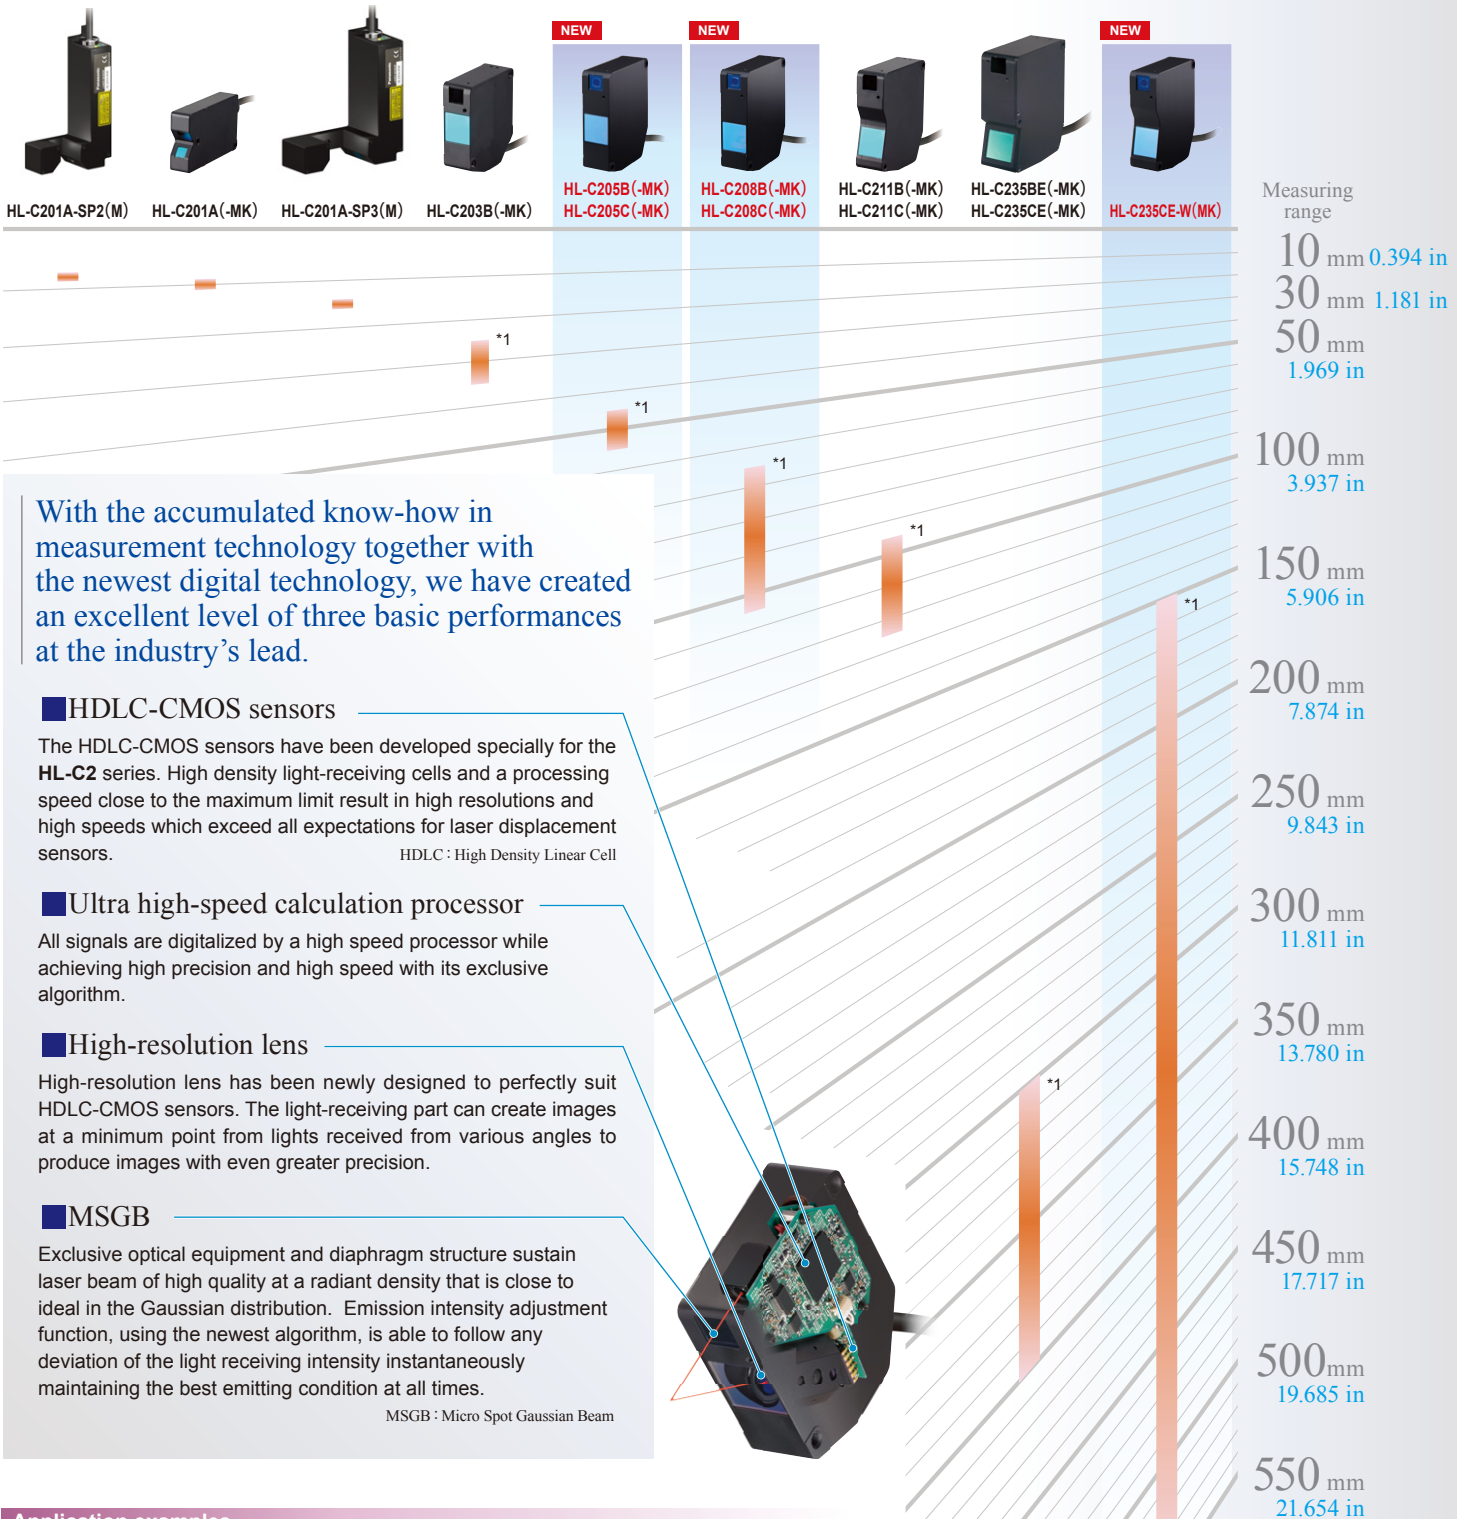 NEW
NEW
NEW
HL-C201A-SP2(M)
HL-C201A(-MK)
HL-C201A-SP3(M)
HL-C203B(-MK)
HL-C205B(-MK)
HL-C205C(-MK)
HL-C208B(-MK)
HL-C208C(-MK)
HL-C211B(-MK)
HL-C211C(-MK)
HL-C235BE(-MK)
HL-C235CE(-MK)
HL-C235CE-W(MK)
Measuring
range
10 mm 0.394 in
30 mm 1.181 in
50 mm
1.969 in
100 mm
3.937 in
150 mm
5.906 in
200 mm
7.874 in
250 mm
9.843 in
300 mm
11.811 in
350 mm
13.780 in
400 mm
15.748 in
450 mm
17.717 in
500mm
19.685 in
550 mm
21.654 in
*1
*1
*1
*1
*1
*1
With the accumulated know-how in
measurement technology together with
the newest digital technology, we have created
an excellent level of three basic performances
at the industry's lead.
HDLC-CMOS sensors
The HDLC-CMOS sensors have been developed specially for the
HL-C2 series. High density light-receiving cells and a processing
speed close to the maximum limit result in high resolutions and
high speeds which exceed all expectations for laser displacement
sensors.
HDLC : High Density Linear Cell
Ultra high-speed calculation processor
All signals are digitalized by a high speed processor while
achieving high precision and high speed with its exclusive
algorithm.
High-resolution lens
High-resolution lens has been newly designed to perfectly suit
HDLC-CMOS sensors. The light-receiving part can create images
at a minimum point from lights received from various angles to
produce images with even greater precision.
MSGB
Exclusive optical equipment and diaphragm structure sustain
laser beam of high quality at a radiant density that is close to
ideal in the Gaussian distribution. Emission intensity adjustment
function, using the newest algorithm, is able to follow any
deviation of the light receiving intensity instantaneously
maintaining the best emitting condition at all times.
MSGB : Micro Spot Gaussian Beam
Application examples